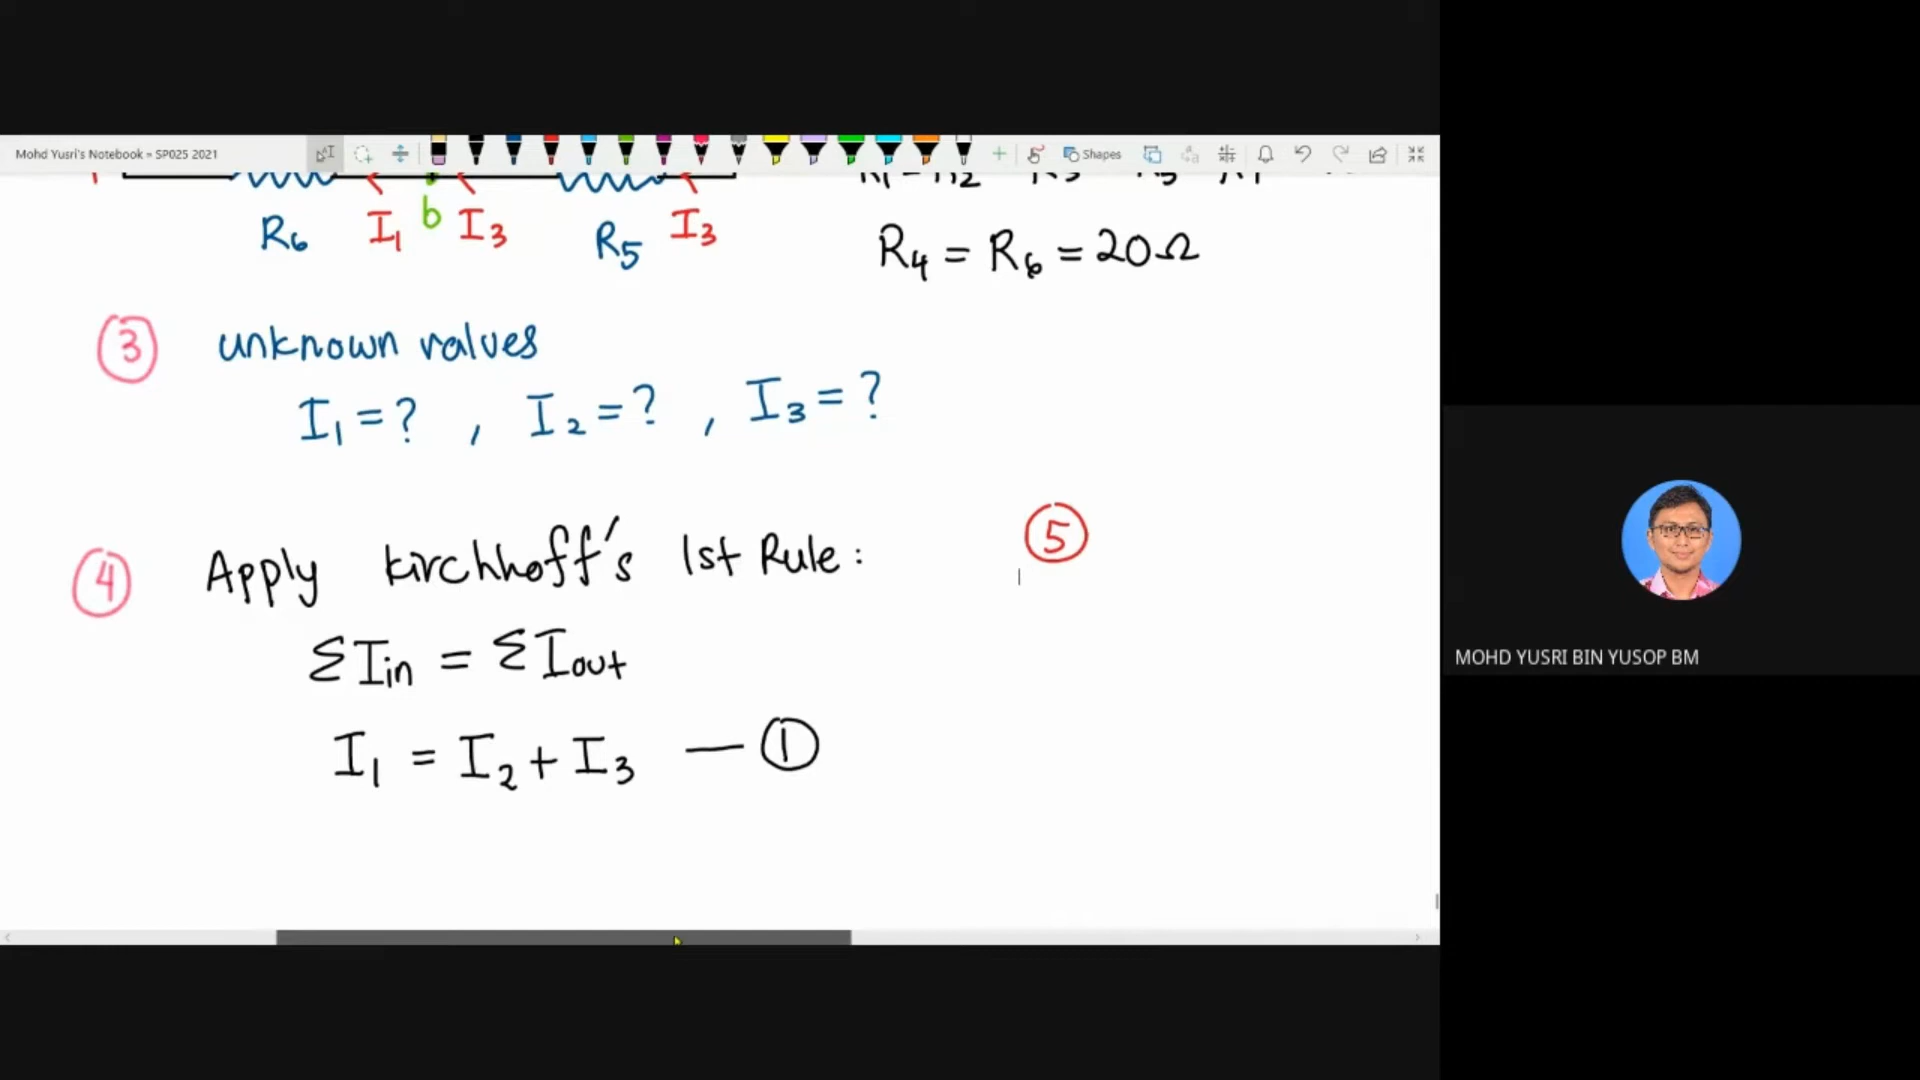 Mohd Yusri's Notebook » SP025 2021
Shapes
R6 I1 b I3 R5 I3
R4 = R6 = 20Ω
③ unknown values
I1 = ? , I2 = ? , I3 = ?
④ Apply Kirchhoff's 1st Rule :
ΣIin = ΣIout
I1 = I2 + I3 — ①
⑤
MOHD YUSRI BIN YUSOP BM